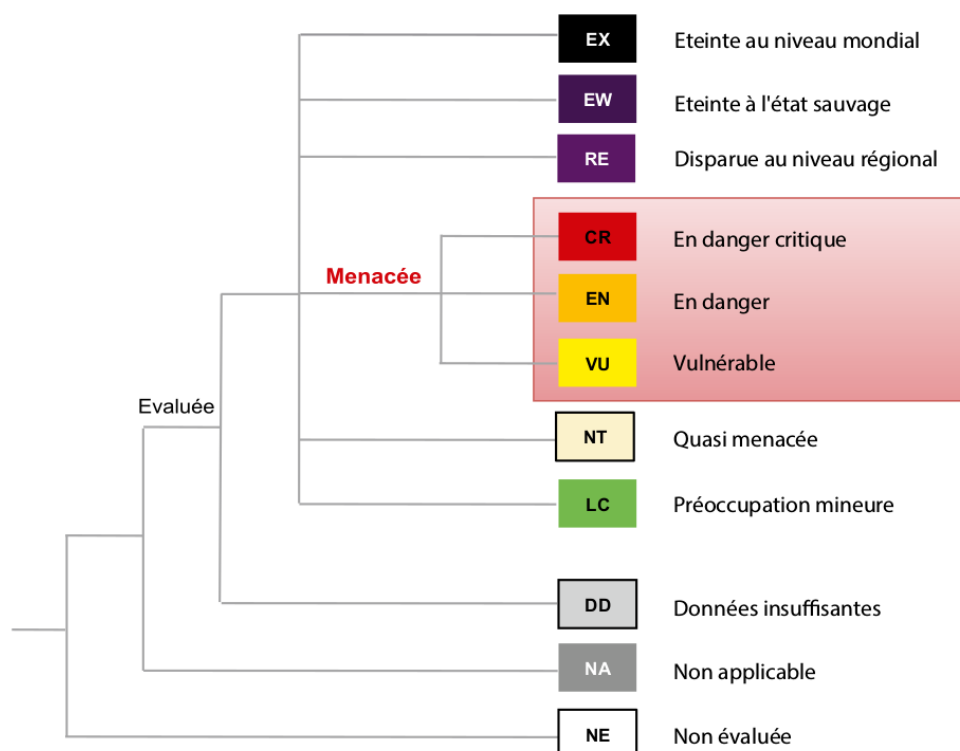 EX Eteinte au niveau mondial
EW Eteinte à l'état sauvage
RE Disparue au niveau régional
CR En danger critique
Menacée
EN En danger
VU Vulnérable
Evaluée
NT Quasi menacée
LC Préoccupation mineure
DD Données insuffisantes
NA Non applicable
NE Non évaluée